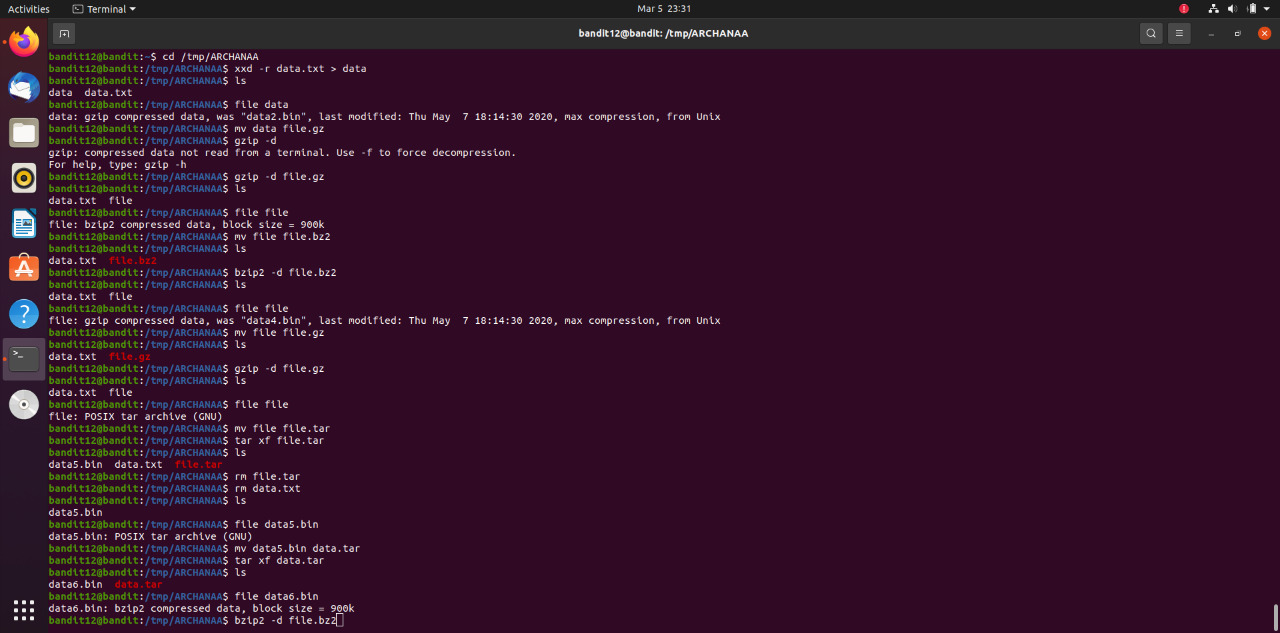 Activities Terminal Mar 5 23:31
bandit12@bandit: /tmp/ARCHANAA
bandit12@bandit:~$ cd /tmp/ARCHANAA
bandit12@bandit:/tmp/ARCHANAA$ xxd -r data.txt > data
bandit12@bandit:/tmp/ARCHANAA$ ls
data  data.txt
bandit12@bandit:/tmp/ARCHANAA$ file data
data: gzip compressed data, was "data2.bin", last modified: Thu May  7 18:14:30 2020, max compression, from Unix
bandit12@bandit:/tmp/ARCHANAA$ mv data file.gz
bandit12@bandit:/tmp/ARCHANAA$ gzip -d
gzip: compressed data not read from a terminal. Use -f to force decompression.
For help, type: gzip -h
bandit12@bandit:/tmp/ARCHANAA$ gzip -d file.gz
bandit12@bandit:/tmp/ARCHANAA$ ls
data.txt  file
bandit12@bandit:/tmp/ARCHANAA$ file file
file: bzip2 compressed data, block size = 900k
bandit12@bandit:/tmp/ARCHANAA$ mv file file.bz2
bandit12@bandit:/tmp/ARCHANAA$ ls
data.txt  file.bz2
bandit12@bandit:/tmp/ARCHANAA$ bzip2 -d file.bz2
bandit12@bandit:/tmp/ARCHANAA$ ls
data.txt  file
bandit12@bandit:/tmp/ARCHANAA$ file file
file: gzip compressed data, was "data4.bin", last modified: Thu May  7 18:14:30 2020, max compression, from Unix
bandit12@bandit:/tmp/ARCHANAA$ mv file file.gz
bandit12@bandit:/tmp/ARCHANAA$ ls
data.txt  file.gz
bandit12@bandit:/tmp/ARCHANAA$ gzip -d file.gz
bandit12@bandit:/tmp/ARCHANAA$ ls
data.txt  file
bandit12@bandit:/tmp/ARCHANAA$ file file
file: POSIX tar archive (GNU)
bandit12@bandit:/tmp/ARCHANAA$ mv file file.tar
bandit12@bandit:/tmp/ARCHANAA$ tar xf file.tar
bandit12@bandit:/tmp/ARCHANAA$ ls
data5.bin  data.txt  file.tar
bandit12@bandit:/tmp/ARCHANAA$ rm file.tar
bandit12@bandit:/tmp/ARCHANAA$ rm data.txt
bandit12@bandit:/tmp/ARCHANAA$ ls
data5.bin
bandit12@bandit:/tmp/ARCHANAA$ file data5.bin
data5.bin: POSIX tar archive (GNU)
bandit12@bandit:/tmp/ARCHANAA$ mv data5.bin data.tar
bandit12@bandit:/tmp/ARCHANAA$ tar xf data.tar
bandit12@bandit:/tmp/ARCHANAA$ ls
data6.bin  data.tar
bandit12@bandit:/tmp/ARCHANAA$ file data6.bin
data6.bin: bzip2 compressed data, block size = 900k
bandit12@bandit:/tmp/ARCHANAA$ bzip2 -d file.bz2